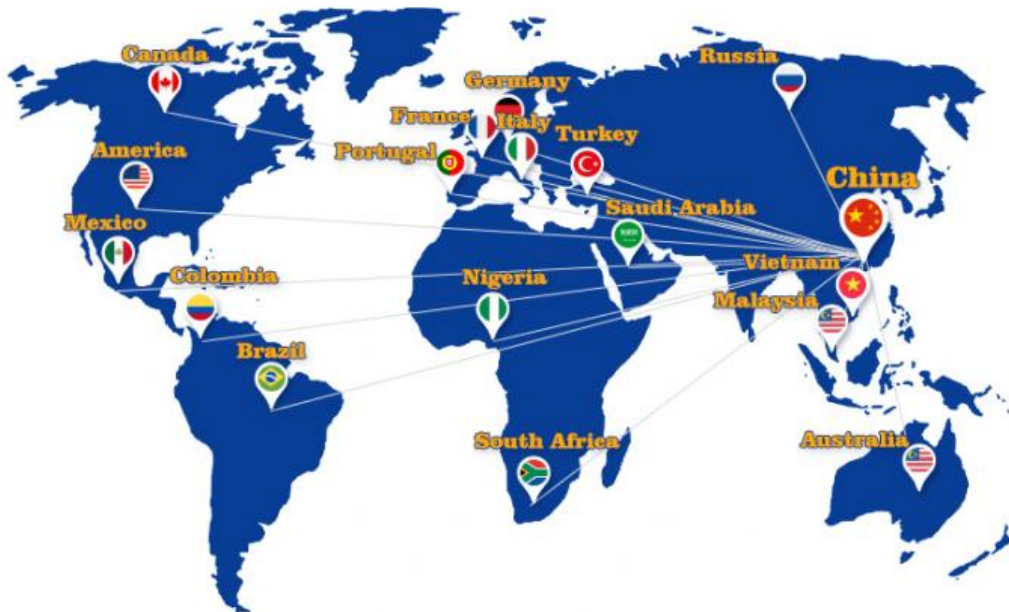 Canada
Russia
Germany
France
Italy
Turkey
America
Portugal
China
Mexico
Saudi Arabia
Colombia
Nigeria
Vietnam
Malaysia
Brazil
South Africa
Australia